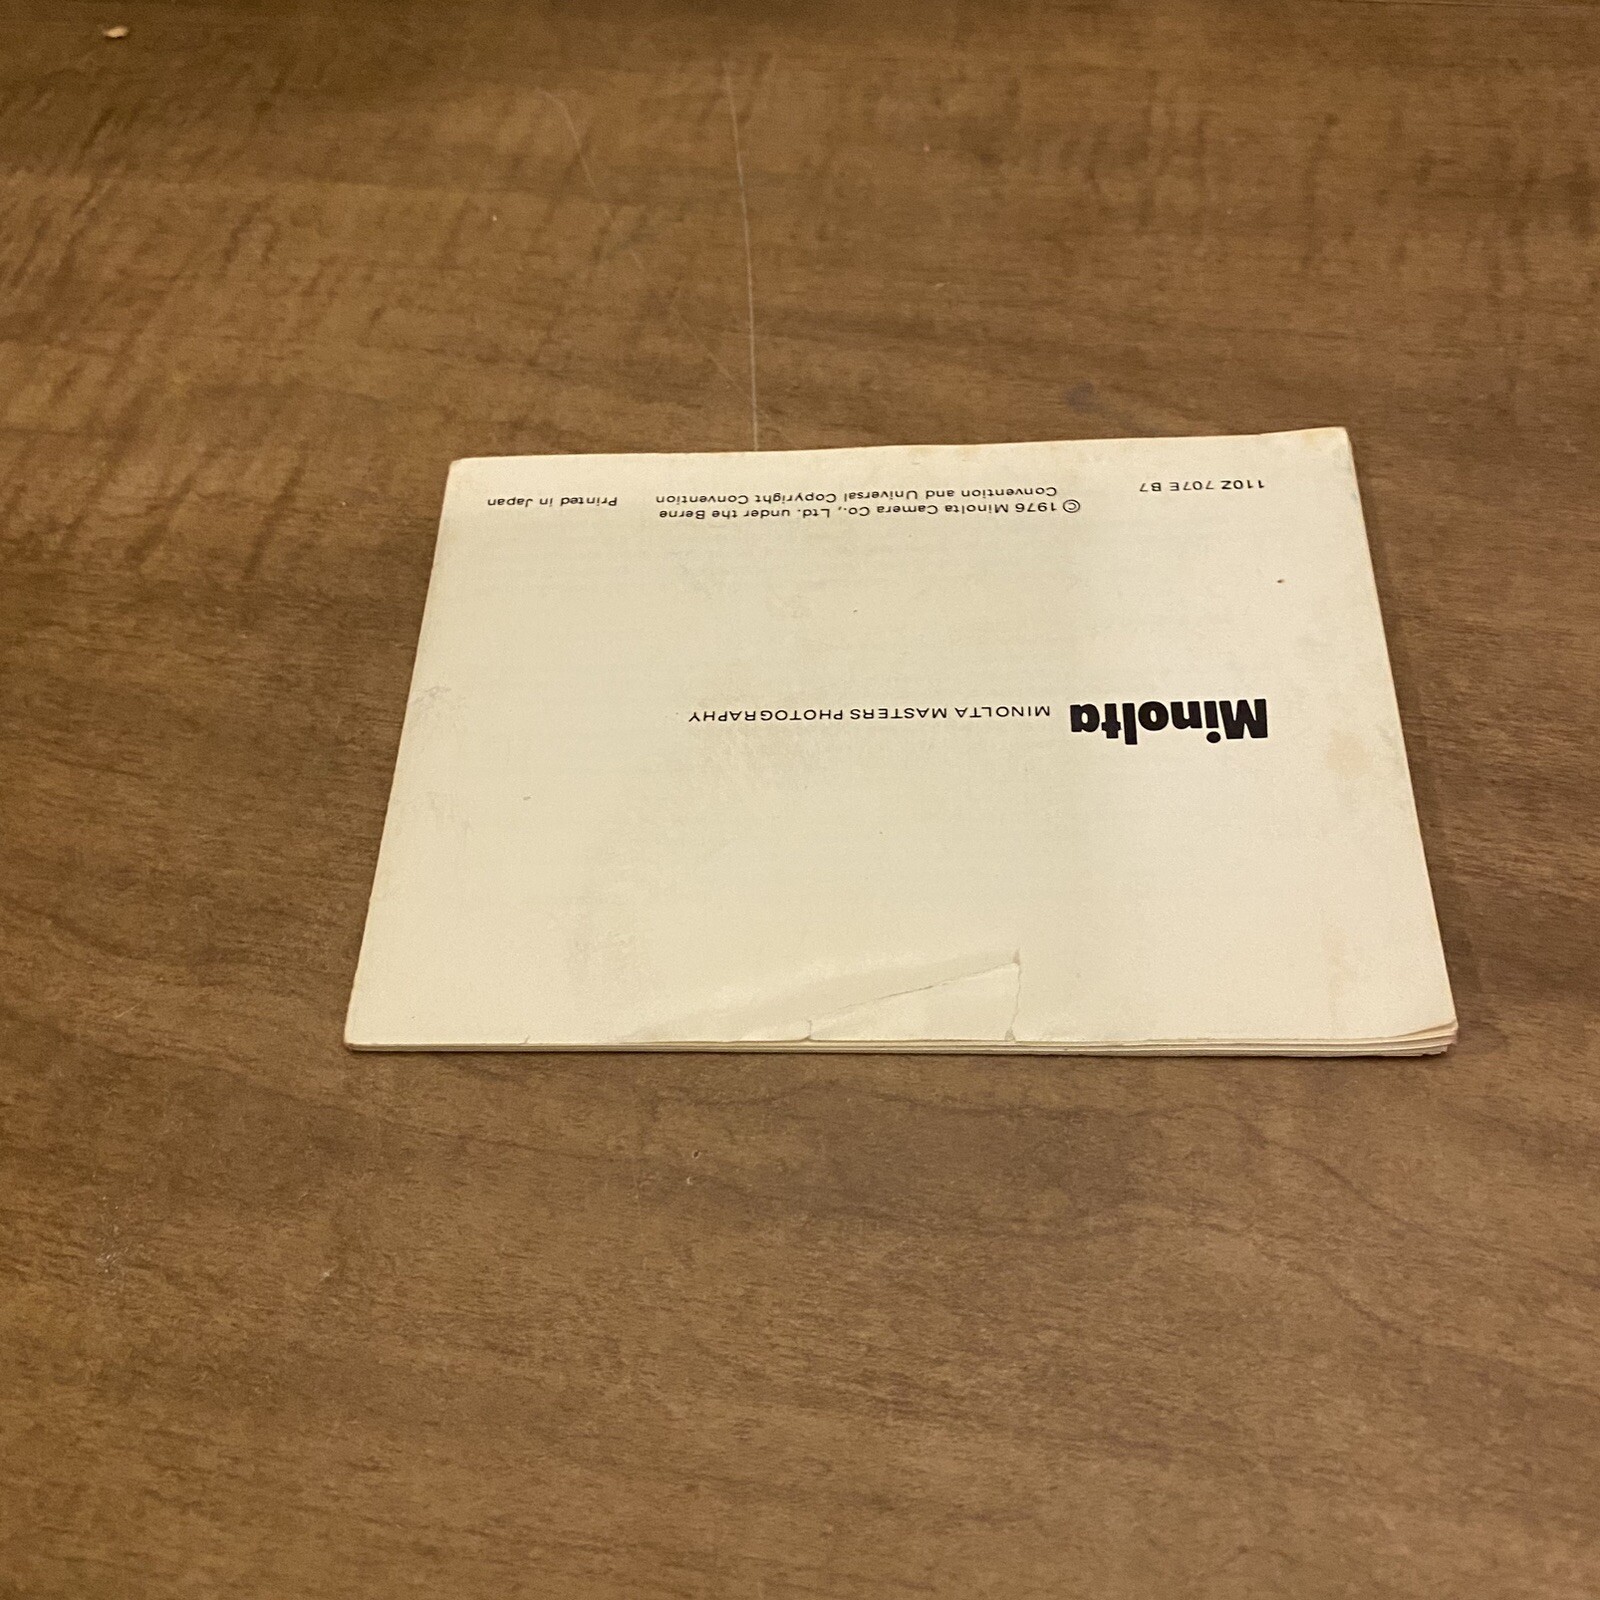 Minolta MINOLTA MASTERS PHOTOGRAPHY
© 1976 Minolta Camera Co., Ltd. under the Berne
Convention and Universal Copyright Convention
110Z 707E B7
Printed in Japan